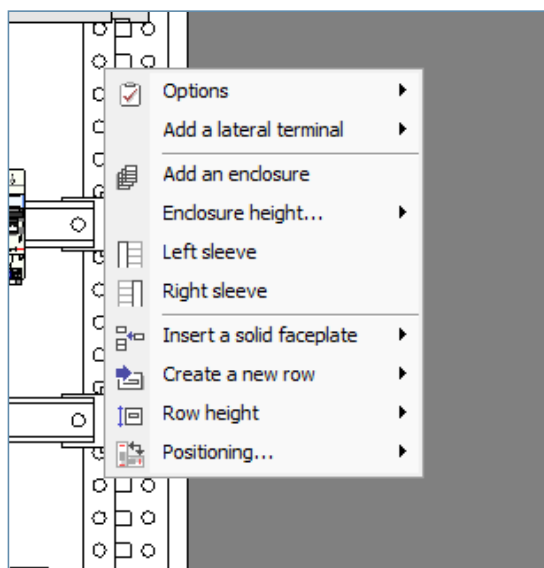 Options
Add a lateral terminal
Add an enclosure
Enclosure height...
Left sleeve
Right sleeve
Insert a solid faceplate
Create a new row
Row height
Positioning...